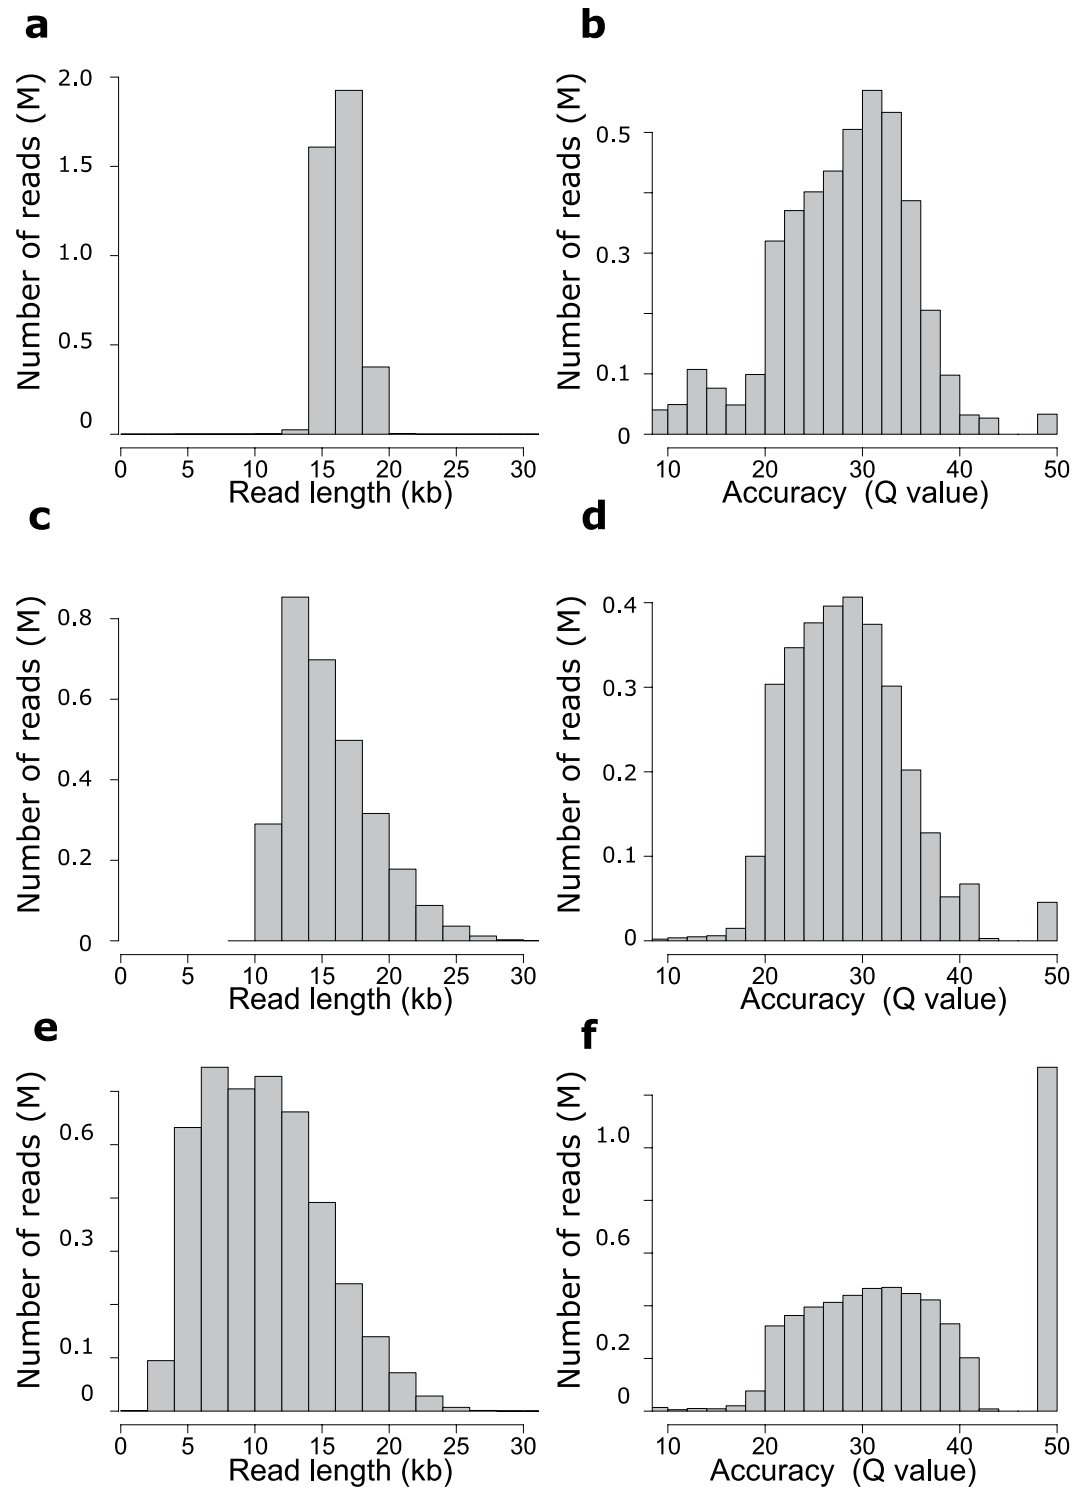 a
Number of reads (M)
2.0
1.5
1.0
0.5
0
0 5 10 15 20 25 30
Read length (kb)
b
Number of reads (M)
0.5
0.3
0.1
0
10 20 30 40 50
Accuracy (Q value)
c
Number of reads (M)
0.8
0.6
0.4
0.2
0
0 5 10 15 20 25 30
Read length (kb)
d
Number of reads (M)
0.4
0.3
0.2
0.1
0
10 20 30 40 50
Accuracy (Q value)
e
Number of reads (M)
0.6
0.3
0.1
0
0 5 10 15 20 25 30
Read length (kb)
f
Number of reads (M)
1.0
0.6
0.2
0
10 20 30 40 50
Accuracy (Q value)